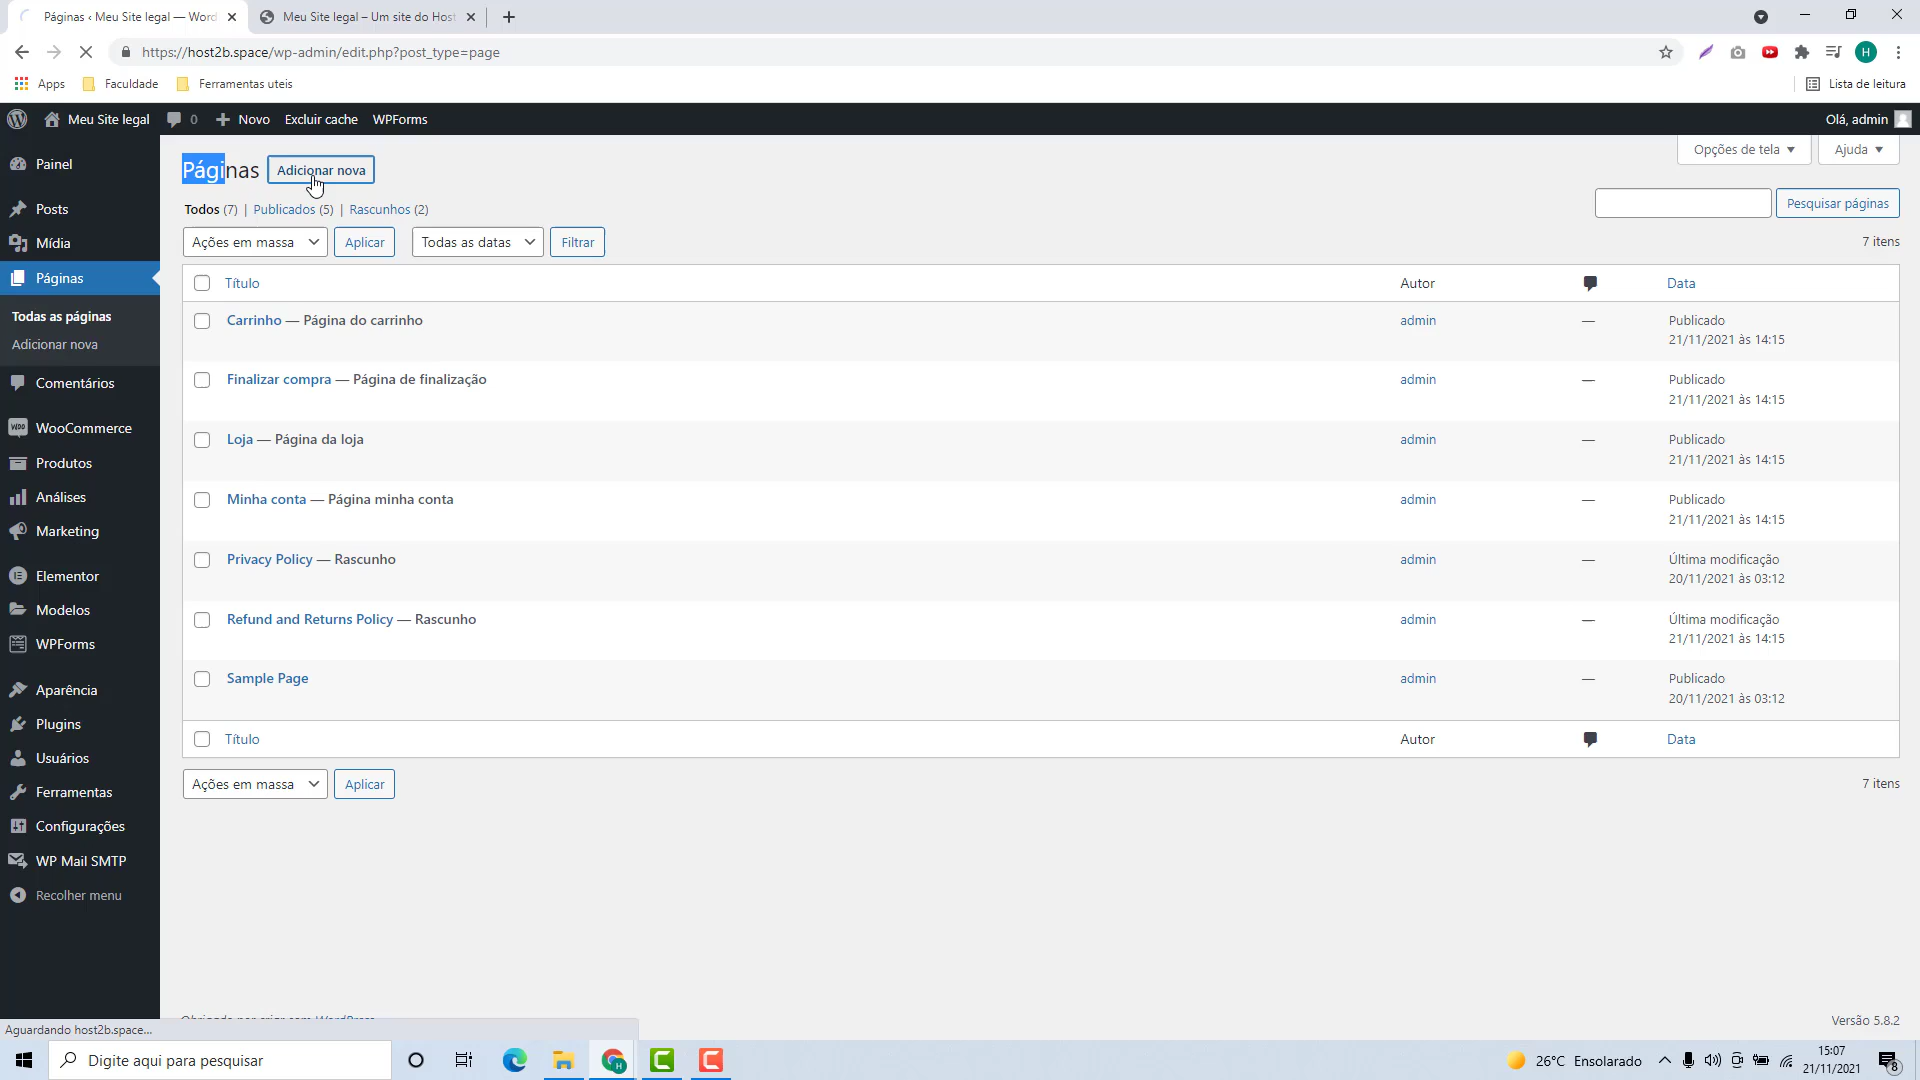 Páginas ‹ Meu Site legal — Word
Meu Site legal – Um site do Host
https://host2b.space/wp-admin/edit.php?post_type=page
H
Apps
Faculdade
Ferramentas uteis
Lista de leitura
Meu Site legal
0
Novo
Excluir cache
WPForms
Olá, admin
Painel
Posts
Mídia
Páginas
Todas as páginas
Adicionar nova
Comentários
WooCommerce
Produtos
Análises
Marketing
Elementor
Modelos
WPForms
Aparência
Plugins
Usuários
Ferramentas
Configurações
WP Mail SMTP
Recolher menu
Páginas
Adicionar nova
Opções de tela
Ajuda
Todos (7) | Publicados (5) | Rascunhos (2)
Pesquisar páginas
Ações em massa
Aplicar
Todas as datas
Filtrar
7 itens
Título
Autor
Data
Carrinho — Página do carrinho
admin
—
Publicado
21/11/2021 às 14:15
Finalizar compra — Página de finalização
admin
—
Publicado
21/11/2021 às 14:15
Loja — Página da loja
admin
—
Publicado
21/11/2021 às 14:15
Minha conta — Página minha conta
admin
—
Publicado
21/11/2021 às 14:15
Privacy Policy — Rascunho
admin
—
Última modificação
20/11/2021 às 03:12
Refund and Returns Policy — Rascunho
admin
—
Última modificação
21/11/2021 às 14:15
Sample Page
admin
—
Publicado
20/11/2021 às 03:12
Título
Autor
Data
Ações em massa
Aplicar
7 itens
Obrigado por criar com WordPress.
Versão 5.8.2
Aguardando host2b.space...
Digite aqui para pesquisar
26°C Ensolarado
15:07
21/11/2021
8